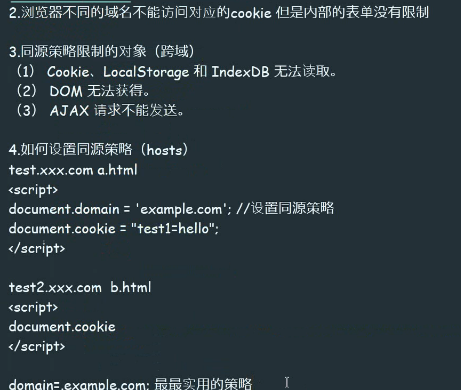 2.浏览器不同的域名不能访问对应的cookie 但是内部的表单没有限制
3.同源策略限制的对象（跨域）
（1） Cookie、LocalStorage 和 IndexDB 无法读取。
（2） DOM 无法获得。
（3） AJAX 请求不能发送。
4.如何设置同源策略（hosts）
test.xxx.com a.html
<script>
document.domain = 'example.com'; //设置同源策略
document.cookie = "test1=hello";
</script>
test2.xxx.com  b.html
<script>
document.cookie
</script>
domain=.example.com; 最最实用的策略